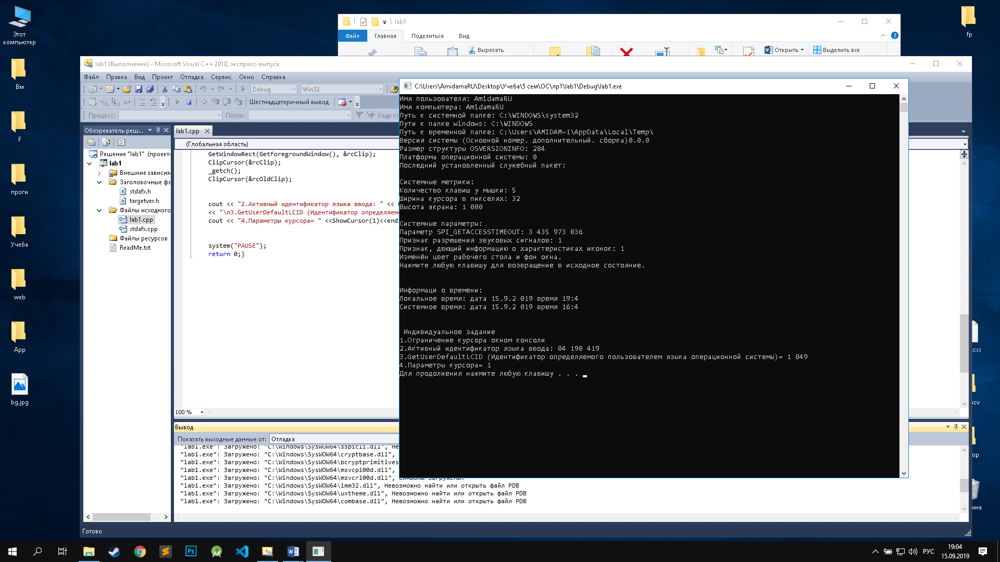 Этот
компьютер
Вм
F
проги
Учеба
web
App
bg.jpg
fp
lab1
Файл
Главная
Поделиться
Вид
Вырезать
Открыть
Выделить все
lab1 (Выполнение) - Microsoft Visual C++ 2010, экспресс-выпуск
Файл Правка Вид Проект Отладка Сервис Окно Справка
Debug
Win32
Шестнадцатеричный вывод
Процесс:
Поток:
Кадр ст
Обозреватель реш...
Решение "lab1" (проекто
lab1
Внешние зависим
Заголовочные фа
stdafx.h
targetver.h
Файлы исходного
lab1.cpp
stdafx.cpp
Файлы ресурсов
ReadMe.txt
lab1.cpp
(Глобальная область)
GetWindowRect(GetForegroundWindow(), &rcClip);
ClipCursor(&rcClip);
_getch();
ClipCursor(&rcOldClip);
cout << "2.Активный идентификатор языка ввода: " <<
<< "\n3.GetUserDefaultLCID (Идентификатор определяемо
cout << "4.Параметры курсора= " <<ShowCursor(1)<<end
system("PAUSE");
return 0;}
100 %
C:\Users\AmidamaRU\Desktop\Учеба\5 сем\ОС\лр1\lab1\Debug\lab1.exe
Имя пользователя: AmidamaRU
Имя компьютера: AmidamaRU
Путь к системной папке: C:\WINDOWS\system32
Пути к папке windows: C:\WINDOWS
Путь к временной папке: C:\Users\AMIDAM~1\AppData\Local\Temp\
Версия системы (Основной номер. дополнительный. сборка)0.0.0
Размер структуры OSVERSIONINFO: 284
Платформа операционной системы: 0
Последний установленный служебный пакет:
Системные метрики:
Количество клавиш у мышки: 5
Ширина курсора в пикселях: 32
Высота экрана: 1 080
Системные параметры:
Параметр SPI_GETACCESSTIMEOUT: 3 435 973 836
Признак разрешения звуковых сигналов: 1
Признак, двющий информацию о характеристиках иконок: 1
Изменён цвет рабочего стола и фон окна.
Нажмите любую клавишу для возвращение в исходное состояние.
Информаци о времени:
Локальное время: дата 15.9.2 019 время 19:4
Системное время: дата 15.9.2 019 время 16:4
Индивидуальное задание
1.Ограничение курсора окном консоли
2.Активный идентификатор языка ввода: 04 190 419
3.GetUserDefaultLCID (Идентификатор определяемого пользователем языка операционной системы)= 1 049
4.Параметры курсора= 1
Для продолжения нажмите любую клавишу . . .
Вывод
Показать выходные данные от: Отладка
"lab1.exe": Загружено: "C:\Windows\SysWOW64\sspicli.dll", Не
"lab1.exe": Загружено: "C:\Windows\SysWOW64\cryptbase.dll",
"lab1.exe": Загружено: "C:\Windows\SysWOW64\bcryptprimitives
"lab1.exe": Загружено: "C:\Windows\SysWOW64\msvcp100d.dll",
"lab1.exe": Загружено: "C:\Windows\SysWOW64\msvcr100d.dll", Символы загружены.
"lab1.exe": Загружено: "C:\Windows\SysWOW64\imm32.dll", Невозможно найти или открыть файл PDB
"lab1.exe": Загружено: "C:\Windows\SysWOW64\uxtheme.dll", Невозможно найти или открыть файл PDB
"lab1.exe": Загружено: "C:\Windows\SysWOW64\combase.dll", Невозможно найти или открыть файл PDB
Готово
.css
ина
Ps
РУС
19:04
15.09.2019